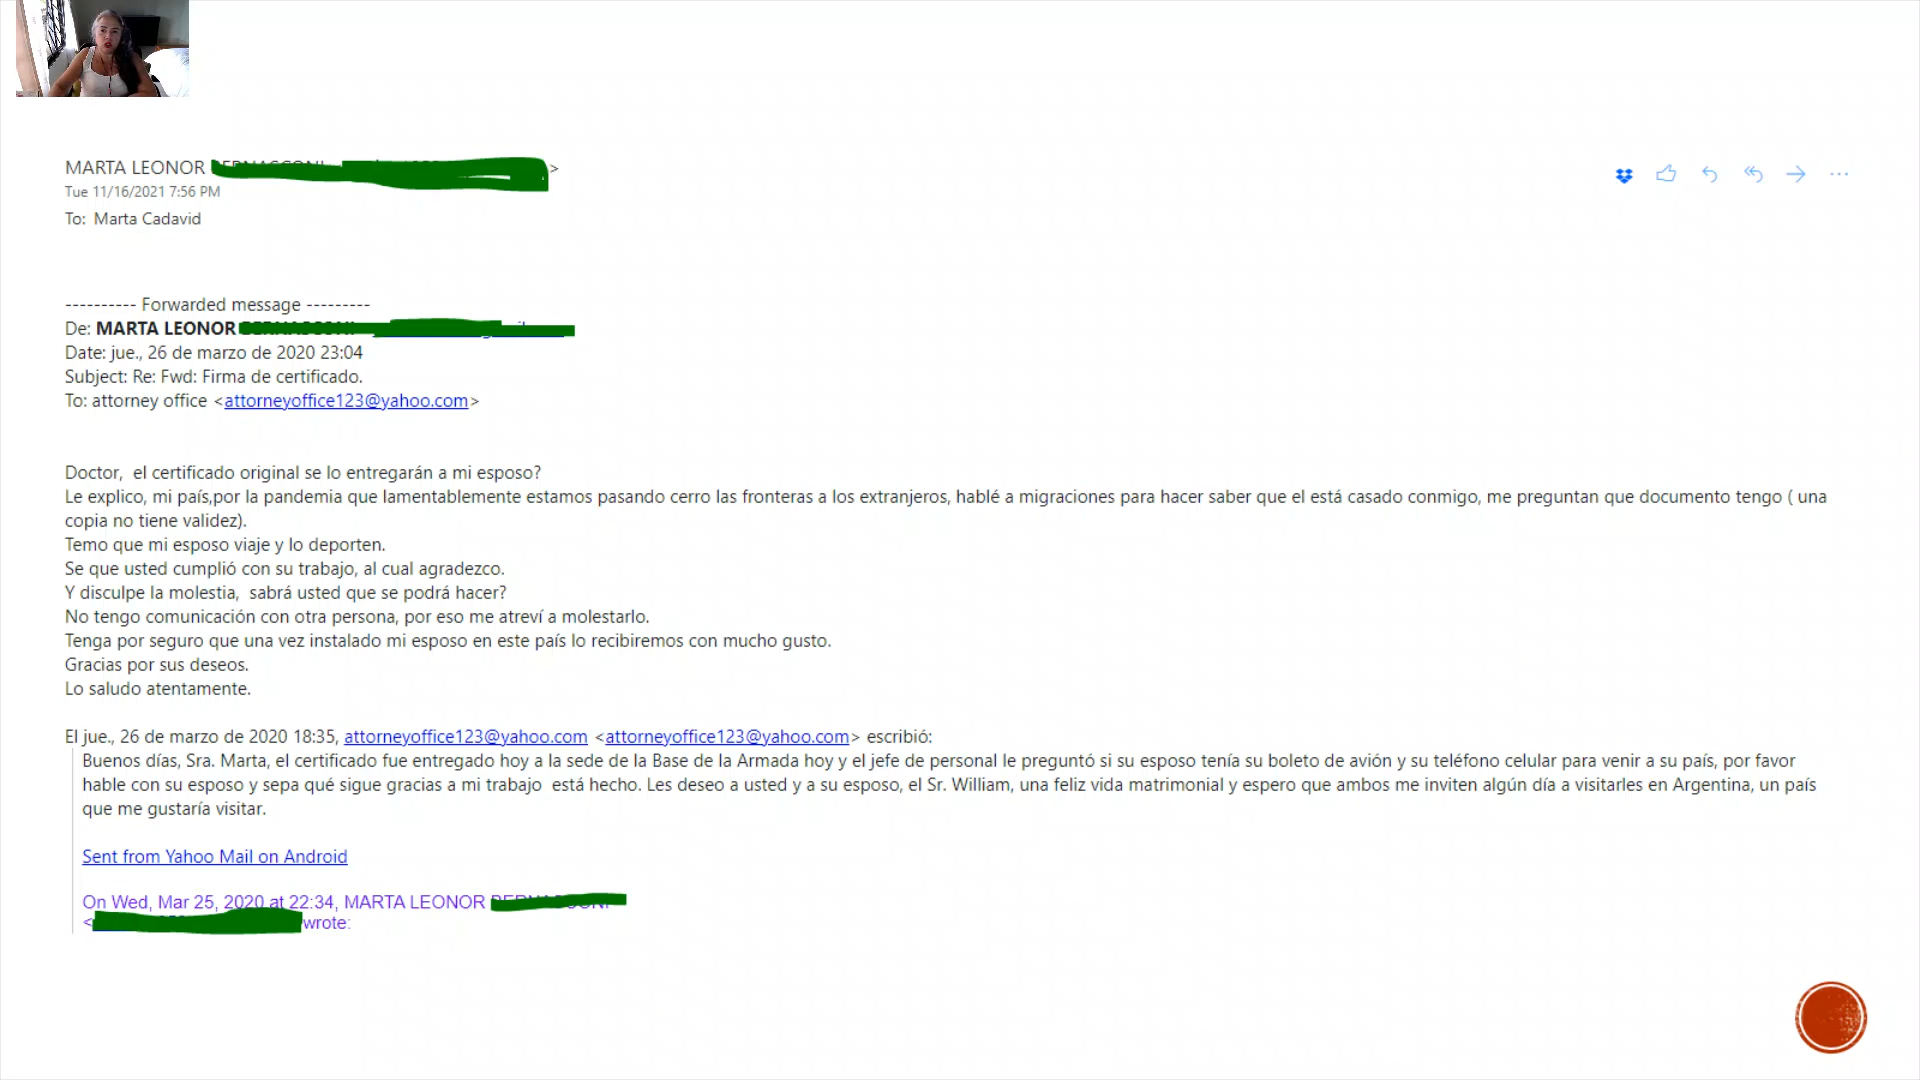 MARTA LEONOR >
Tue 11/16/2021 7:56 PM
To: Marta Cadavid
---------- Forwarded message ---------
De: MARTA LEONOR
Date: jue., 26 de marzo de 2020 23:04
Subject: Re: Fwd: Firma de certificado.
To: attorney office <attorneyoffice123@yahoo.com>
Doctor, el certificado original se lo entregarán a mi esposo?
Le explico, mi país,por la pandemia que lamentablemente estamos pasando cerro las fronteras a los extranjeros, hablé a migraciones para hacer saber que el está casado conmigo, me preguntan que documento tengo ( una
copia no tiene validez).
Temo que mi esposo viaje y lo deporten.
Se que usted cumplió con su trabajo, al cual agradezco.
Y disculpe la molestia, sabrá usted que se podrá hacer?
No tengo comunicación con otra persona, por eso me atreví a molestarlo.
Tenga por seguro que una vez instalado mi esposo en este país lo recibiremos con mucho gusto.
Gracias por sus deseos.
Lo saludo atentamente.
El jue., 26 de marzo de 2020 18:35, attorneyoffice123@yahoo.com <attorneyoffice123@yahoo.com> escribió:
Buenos días, Sra. Marta, el certificado fue entregado hoy a la sede de la Base de la Armada hoy y el jefe de personal le preguntó si su esposo tenía su boleto de avión y su teléfono celular para venir a su país, por favor
hable con su esposo y sepa qué sigue gracias a mi trabajo está hecho. Les deseo a usted y a su esposo, el Sr. William, una feliz vida matrimonial y espero que ambos me inviten algún día a visitarles en Argentina, un país
que me gustaría visitar.
Sent from Yahoo Mail on Android
On Wed, Mar 25, 2020 at 22:34, MARTA LEONOR
< wrote: